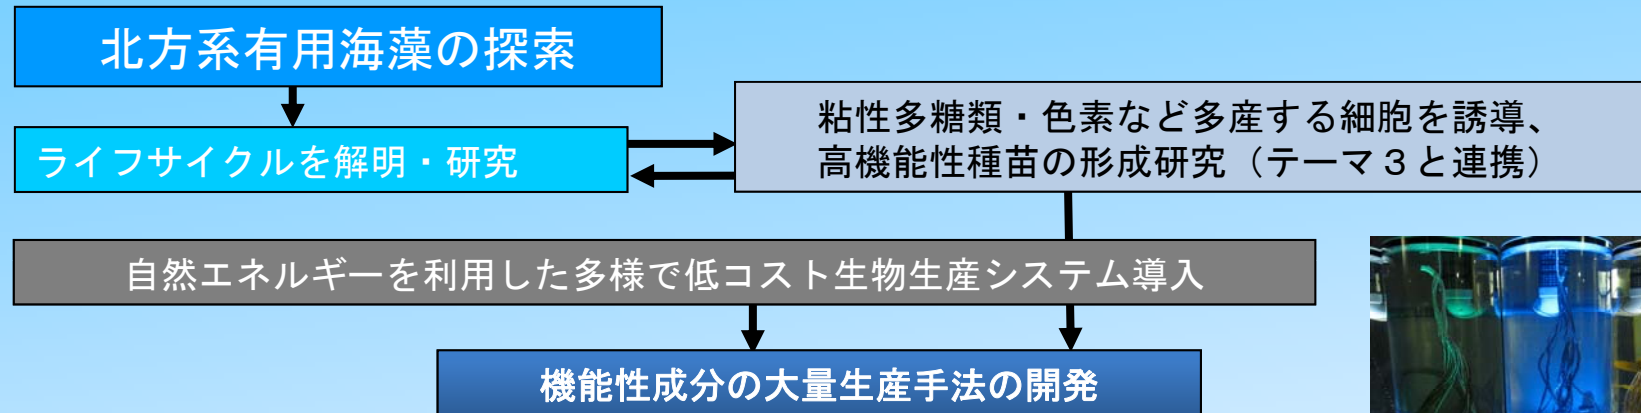 北方系有用海藻の探索
ライフサイクルを解明・研究
粘性多糖類・色素など多産する細胞を誘導、
高機能性種苗の形成研究（テーマ３と連携）
自然エネルギーを利用した多様で低コスト生物生産システム導入
機能性成分の大量生産手法の開発